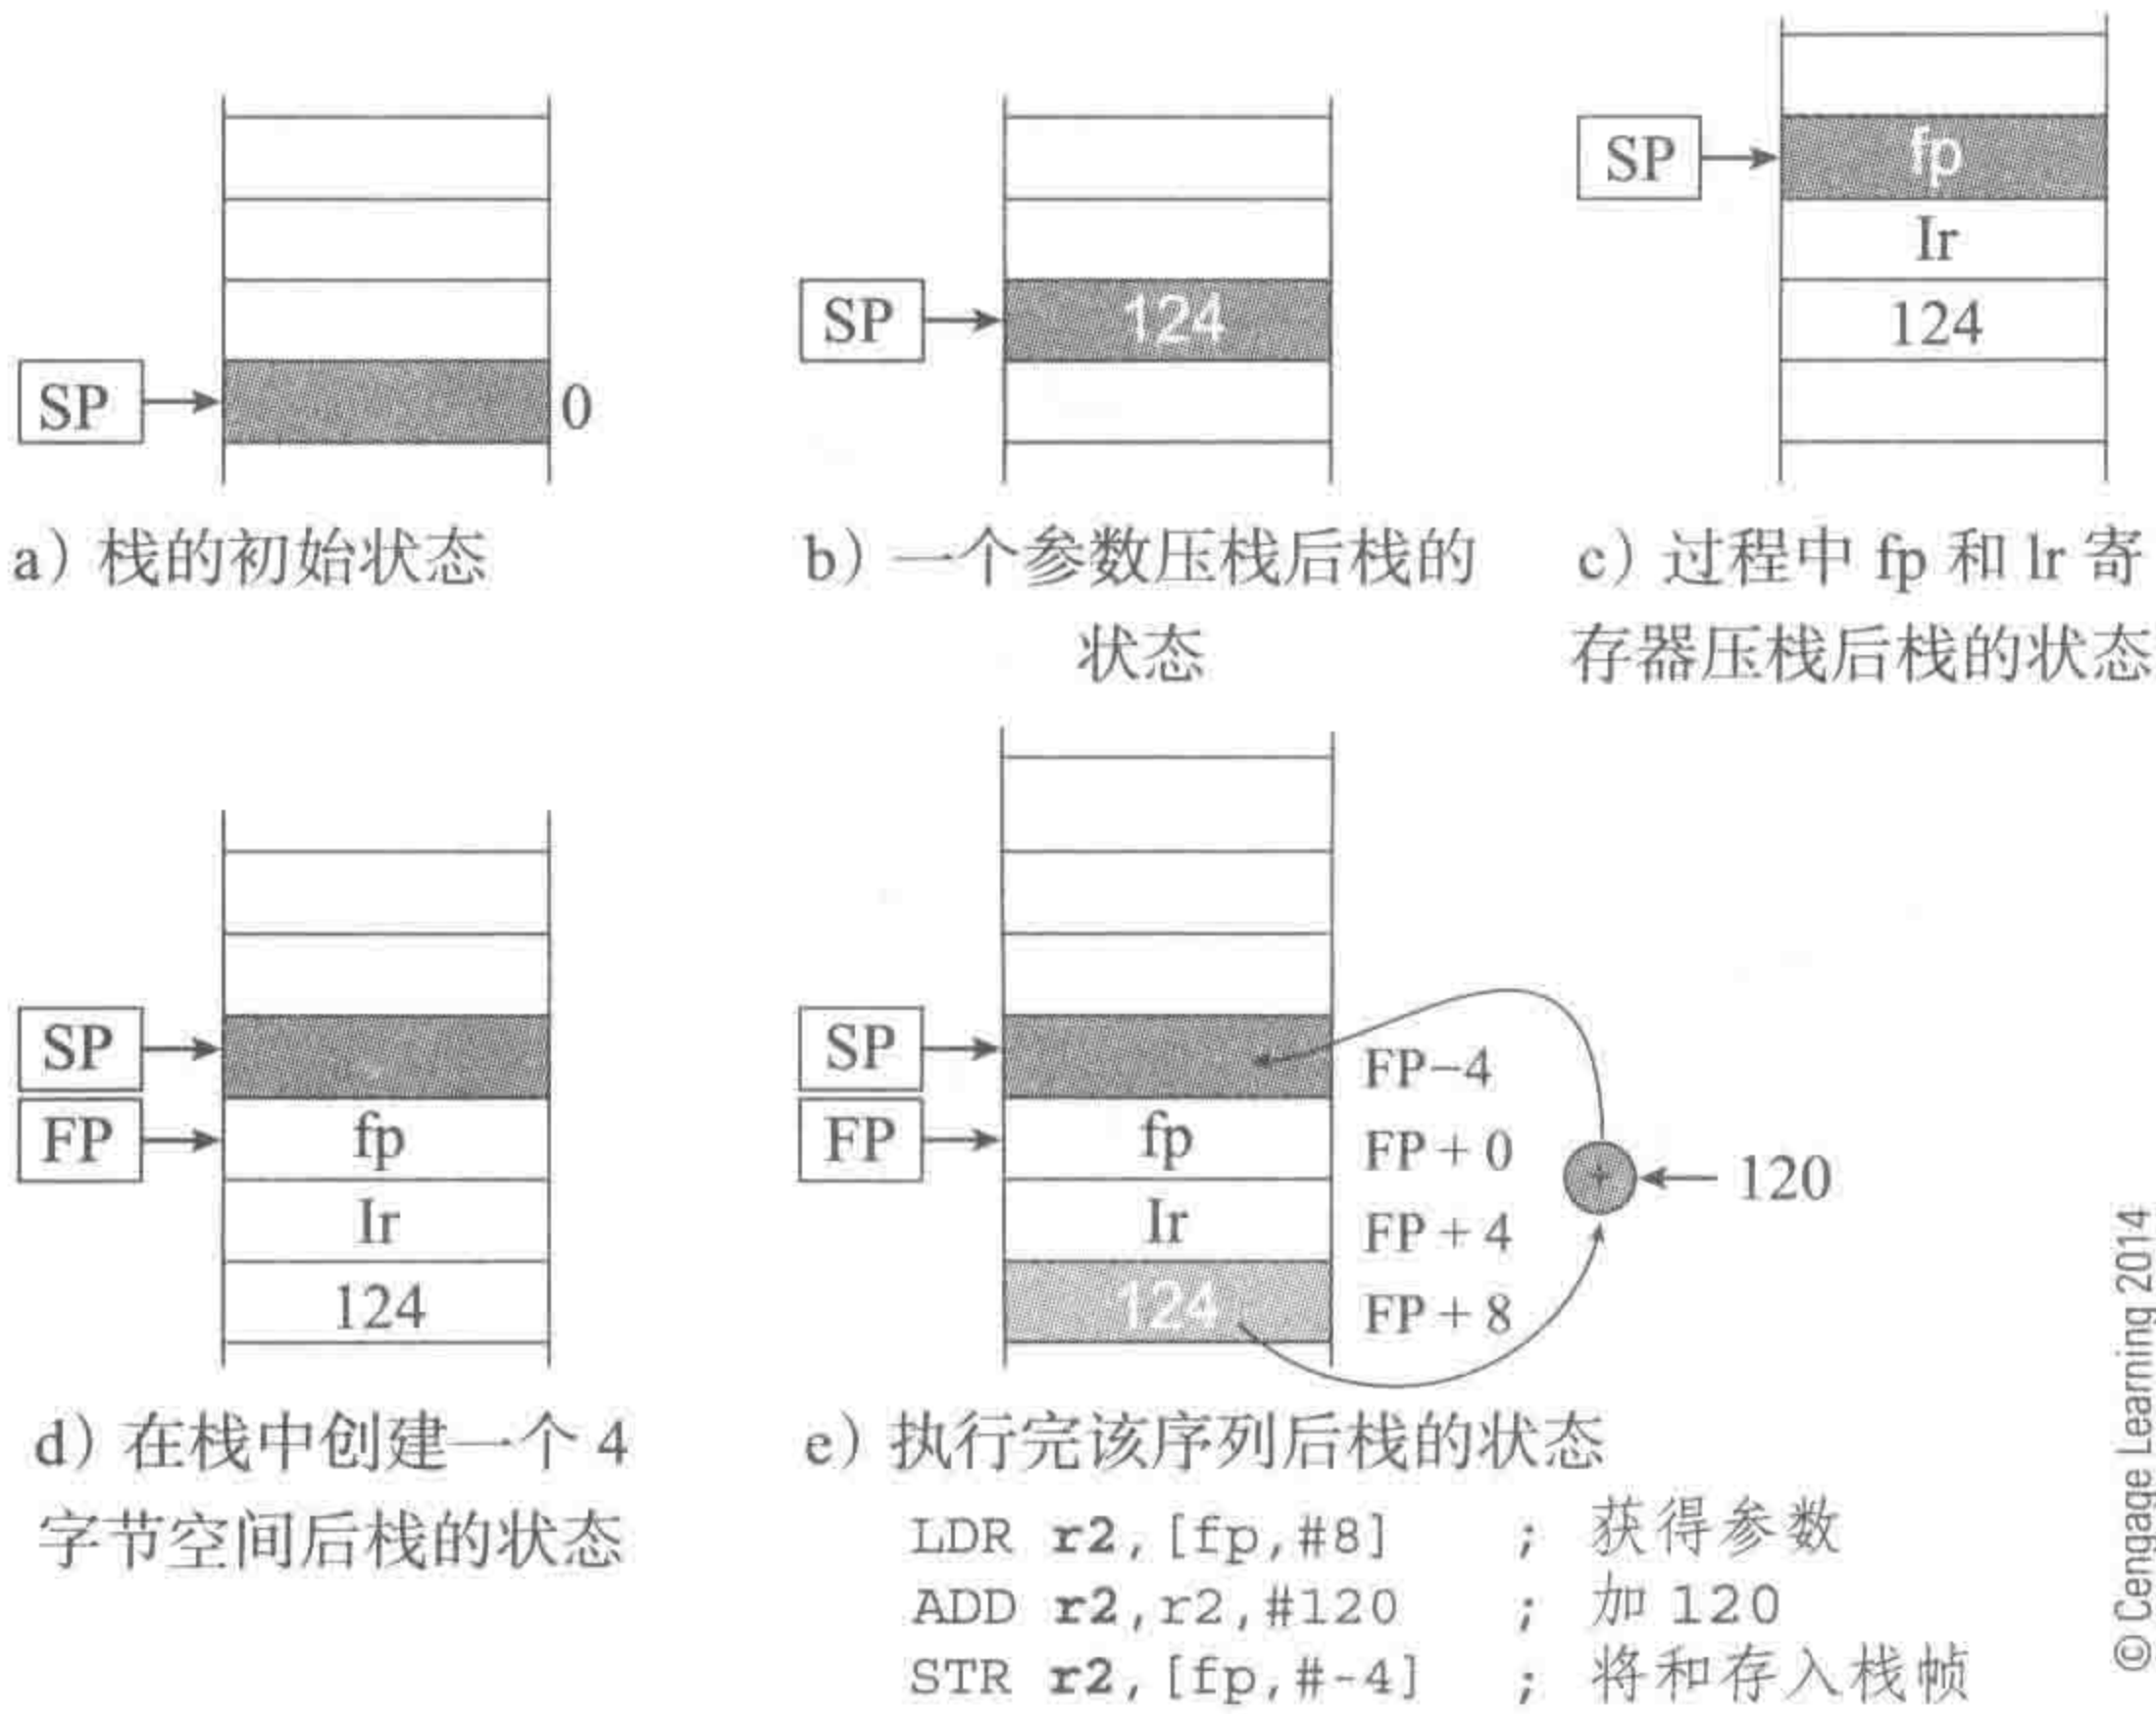 SP
0
a) 栈的初始状态
SP
124
b) 一个参数压栈后栈的
状态
SP
fp
Ir
124
c) 过程中 fp 和 lr 寄
存器压栈后栈的状态
SP
FP
fp
Ir
124
d) 在栈中创建一个 4
字节空间后栈的状态
SP
FP
fp
Ir
124
FP-4
FP+0
FP+4
FP+8
+
120
e) 执行完该序列后栈的状态
LDR r2,[fp,#8] ; 获得参数
ADD r2,r2,#120 ; 加 120
STR r2,[fp,#-4] ; 将和存入栈帧
© Cengage Learning 2014